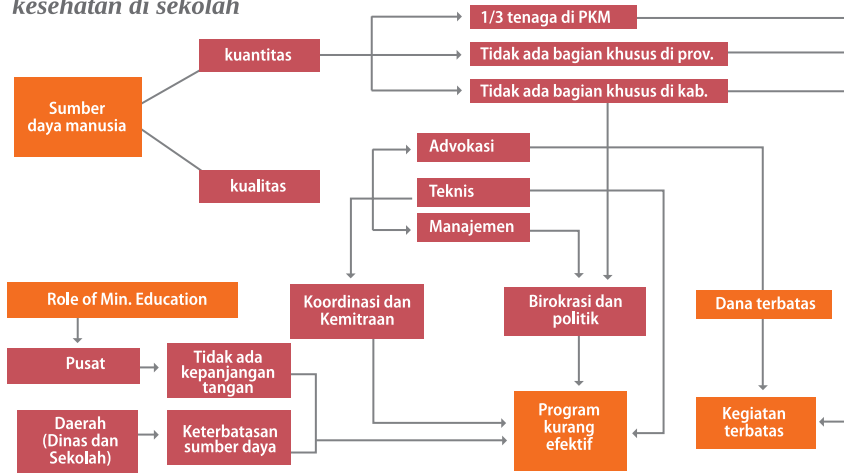 kesehatan di sekolah
1/3 tenaga di PKM
kuantitas
Tidak ada bagian khusus di prov.
Tidak ada bagian khusus di kab.
Sumber
daya manusia
Advokasi
kualitas
Teknis
Manajemen
Role of Min. Education
Koordinasi dan
Kemitraan
Birokrasi dan
politik
Dana terbatas
Pusat
Tidak ada
kepanjangan
tangan
Daerah
(Dinas dan
Sekolah)
Keterbatasan
sumber daya
Program
kurang
efektif
Kegiatan
terbatas